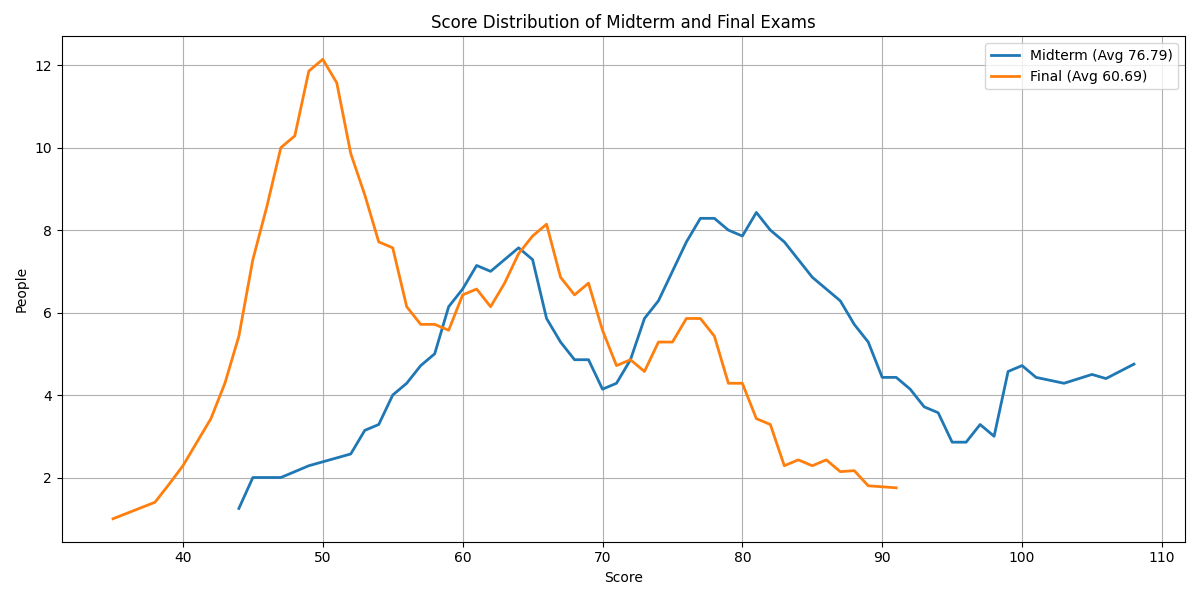 Score Distribution of Midterm and Final Exams
Midterm (Avg 76.79)
Final (Avg 60.69)
People
12
10
8
6
4
2
40 50 60 70 80 90 100 110
Score